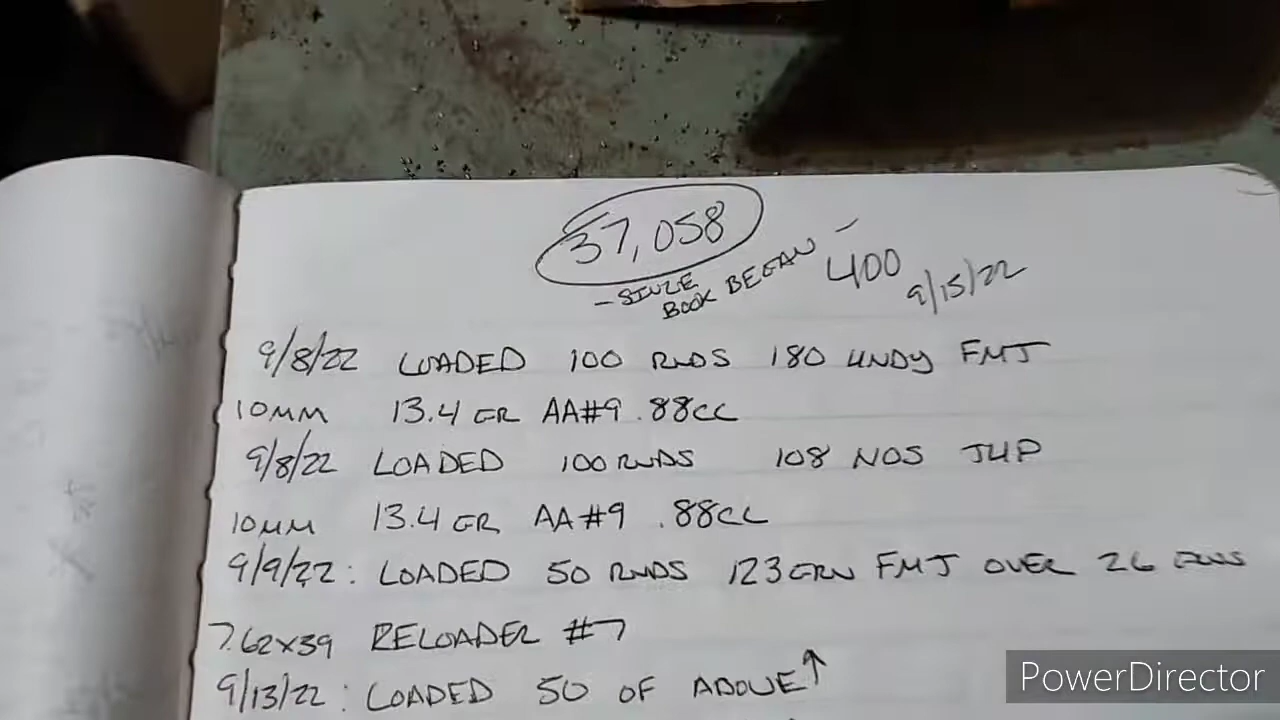 37,058
- SINCE BOOK BEGAN - 400 9/15/22
9/8/22 LOADED 100 RNDS 180 UNDY FMJ
10MM 13.4 GR AA#9 .88CC
9/8/22 LOADED 100 RNDS 108 NOS JHP
10MM 13.4 GR AA#9 .88CC
9/9/22: LOADED 50 RNDS 123 GRN FMJ OVER 26 GRNS
7.62x39 RELOADER #7
9/13/22: LOADED 50 OF ABOVE↑
PowerDirector